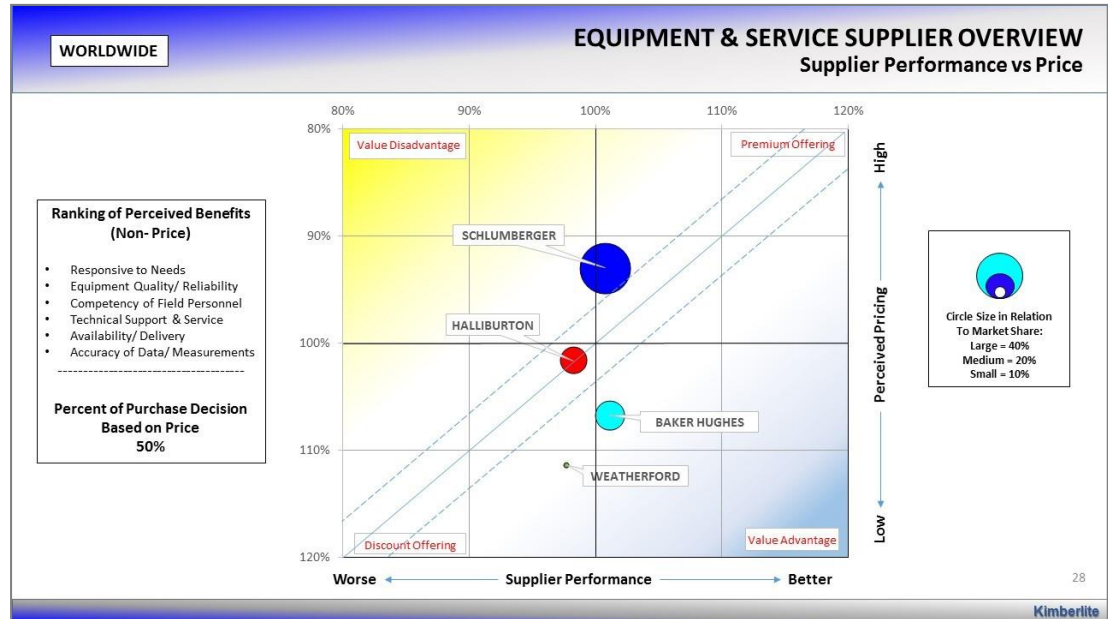 WORLDWIDE
EQUIPMENT & SERVICE SUPPLIER OVERVIEW
Supplier Performance vs Price
Ranking of Perceived Benefits
(Non- Price)
• Responsive to Needs
• Equipment Quality/ Reliability
• Competency of Field Personnel
• Technical Support & Service
• Availability/ Delivery
• Accuracy of Data/ Measurements
-------------------------------------
Percent of Purchase Decision
Based on Price
50%
80% 90% 100% 110% 120%
80%
90%
100%
110%
120%
Value Disadvantage
Premium Offering
SCHLUMBERGER
HALLIBURTON
BAKER HUGHES
WEATHERFORD
Discount Offering
Value Advantage
Worse Supplier Performance Better
High
Perceived Pricing
Low
Circle Size in Relation
To Market Share:
Large = 40%
Medium = 20%
Small = 10%
28
Kimberlite